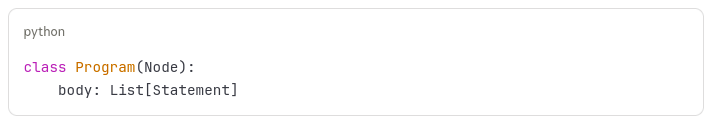 python
class Program(Node):
    body: List[Statement]